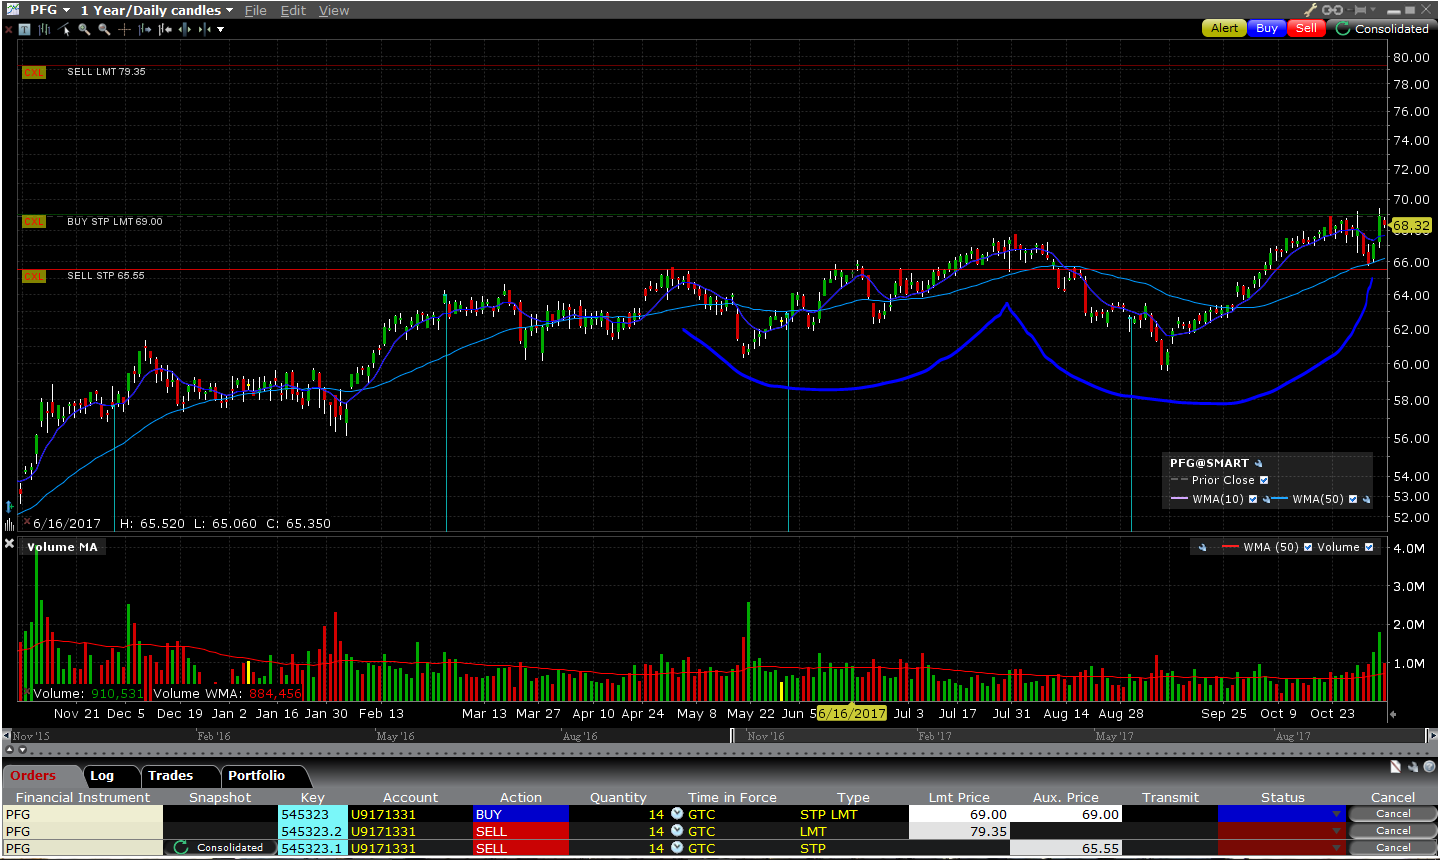 PFG 1 Year/Daily candles File Edit View
Alert Buy Sell Consolidated
80.00
CXL SELL LMT 79.35
78.00
76.00
74.00
72.00
70.00
CXL BUY STP LMT 69.00
68.32
66.00
CXL SELL STP 65.55
64.00
62.00
60.00
58.00
56.00
PFG@SMART
54.00
Prior Close
53.00
WMA(10) WMA(50)
52.00
6/16/2017 H: 65.520 L: 65.060 C: 65.350
Volume MA
WMA (50) Volume
4.0M
3.0M
2.0M
1.0M
Volume: 910,531 Volume WMA: 884,456
Nov 21 Dec 5 Dec 19 Jan 2 Jan 16 Jan 30 Feb 13 Mar 13 Mar 27 Apr 10 Apr 24 May 8 May 22 Jun 5 6/16/2017 Jul 3 Jul 17 Jul 31 Aug 14 Aug 28 Sep 25 Oct 9 Oct 23
Nov '15 Feb '16 May '16 Aug '16 Nov '16 Feb '17 May '17 Aug '17
Orders Log Trades Portfolio
Financial Instrument Snapshot Key Account Action Quantity Time in Force Type Lmt Price Aux. Price Transmit Status Cancel
PFG 545323 U9171331 BUY 14 GTC STP LMT 69.00 69.00 Cancel
PFG 545323.2 U9171331 SELL 14 GTC LMT 79.35 Cancel
PFG Consolidated 545323.1 U9171331 SELL 14 GTC STP 65.55 Cancel